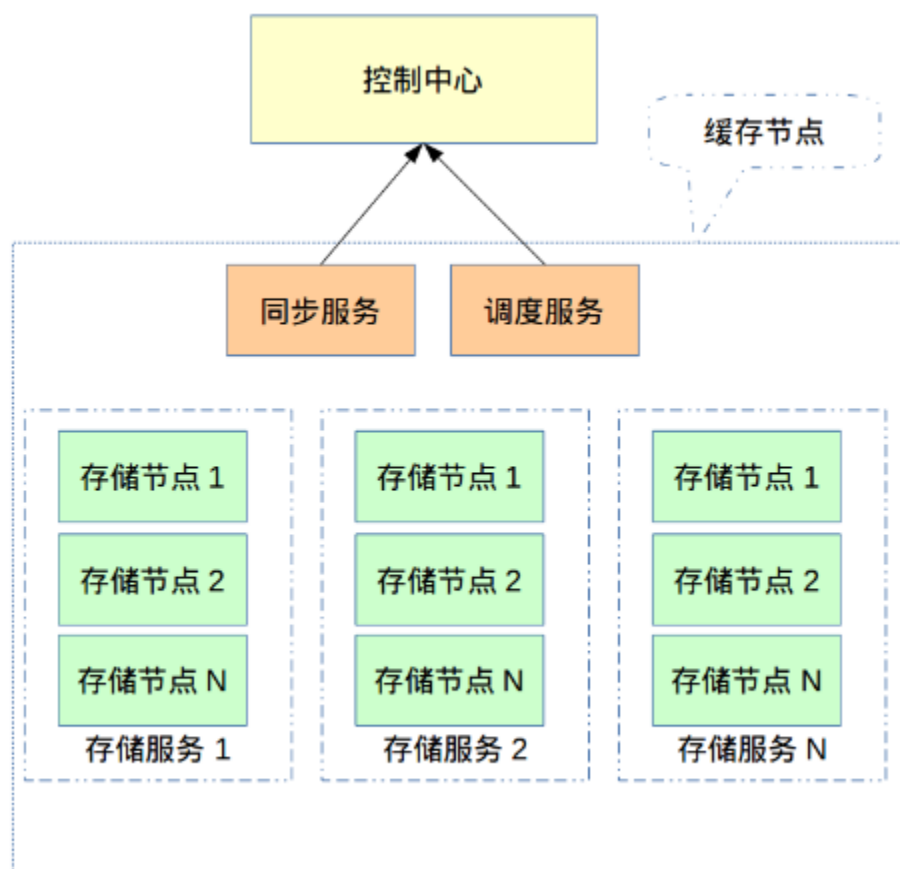 控制中心
缓存节点
同步服务
调度服务
存储节点 1
存储节点 1
存储节点 1
存储节点 2
存储节点 2
存储节点 2
存储节点 N
存储节点 N
存储节点 N
存储服务 1
存储服务 2
存储服务 N